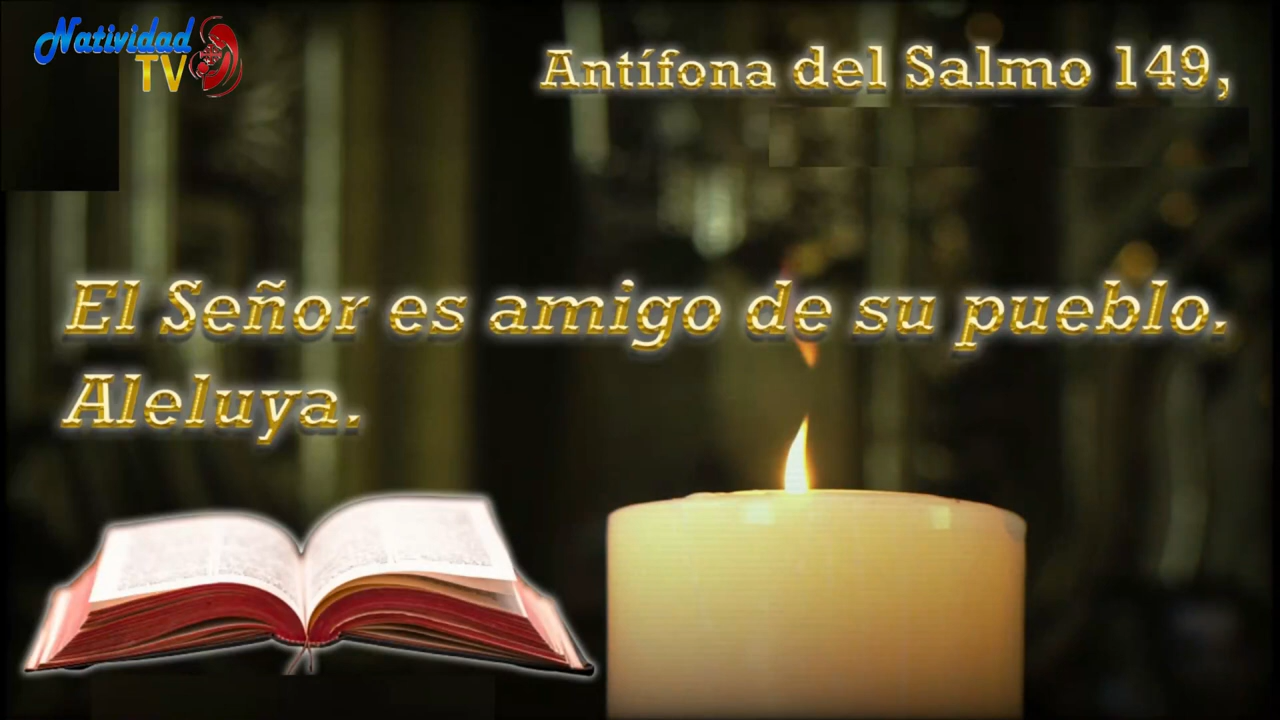 Natividad
TV
Antífona del Salmo 149,
El Señor es amigo de su pueblo.
Aleluya.